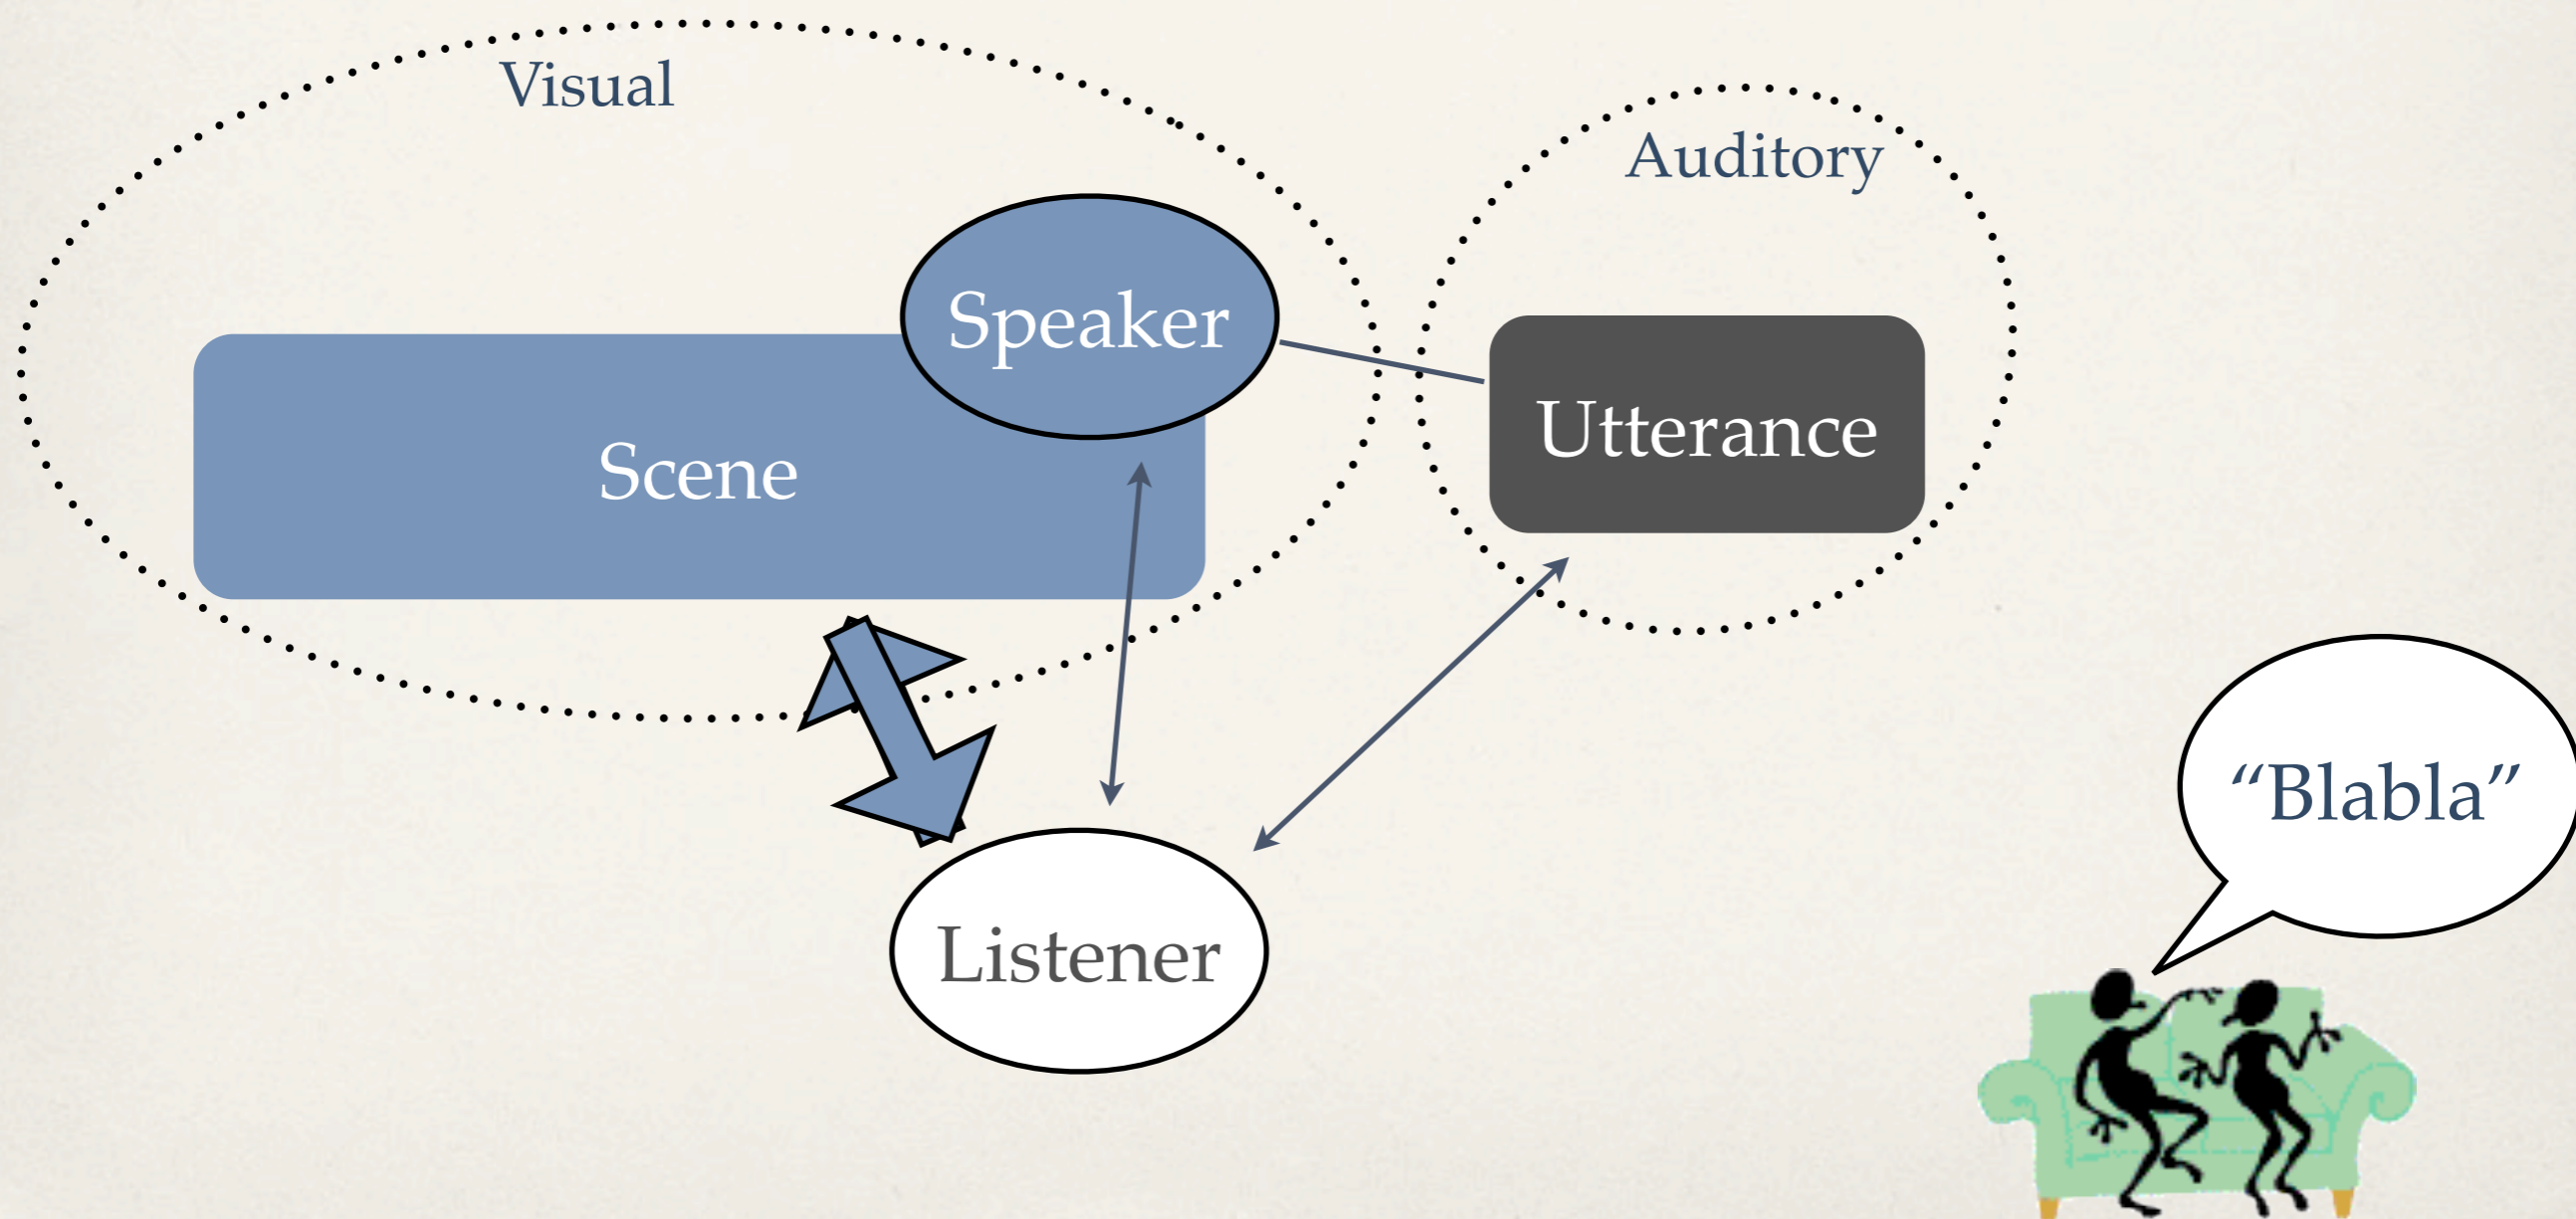 Visual
Auditory
Speaker
Utterance
Scene
“Blabla”
Listener